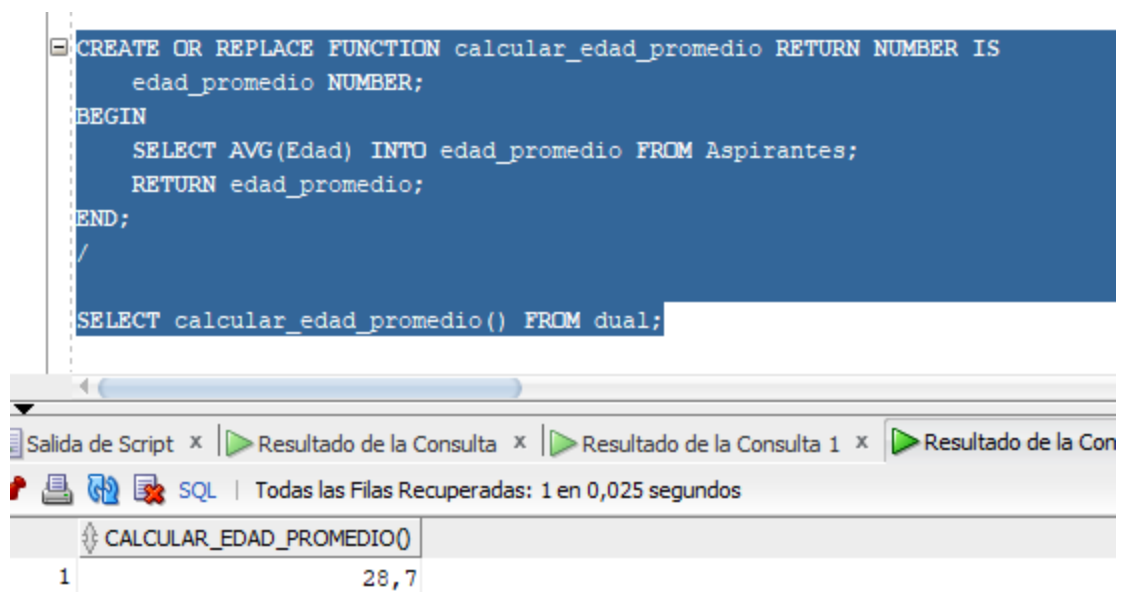 CREATE OR REPLACE FUNCTION calcular_edad_promedio RETURN NUMBER IS
edad_promedio NUMBER;
BEGIN
SELECT AVG(Edad) INTO edad_promedio FROM Aspirantes;
RETURN edad_promedio;
END;
/
SELECT calcular_edad_promedio() FROM dual;
Salida de Script x Resultado de la Consulta x Resultado de la Consulta 1 x Resultado de la Con
SQL | Todas las Filas Recuperadas: 1 en 0,025 segundos
CALCULAR_EDAD_PROMEDIO()
1 28,7